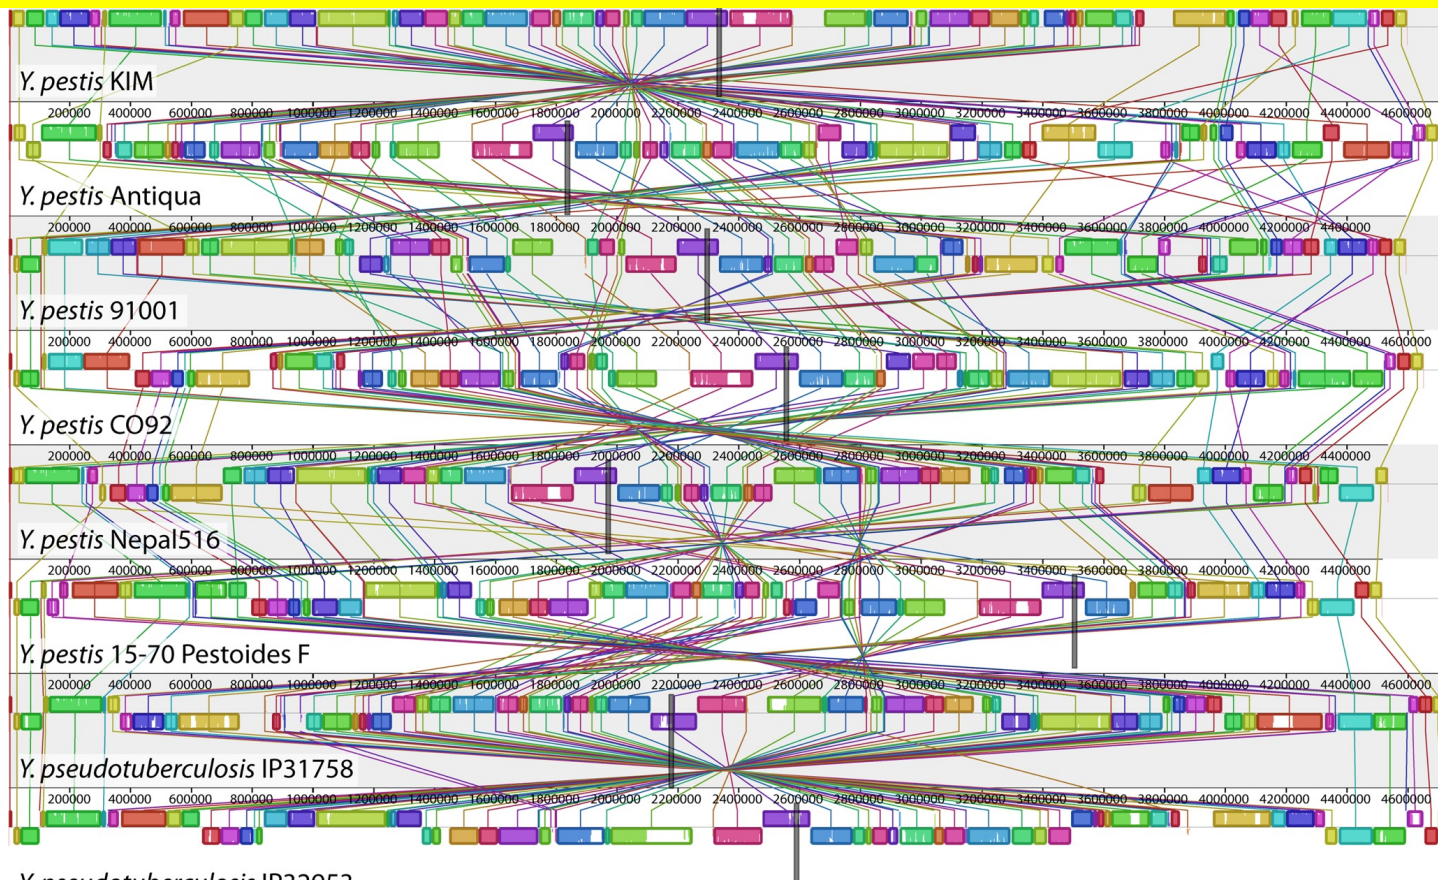 Y. pestis KIM
200000 400000 600000 800000 1000000 1200000 1400000 1600000 1800000 2000000 2200000 2400000 2600000 2800000 3000000 3200000 3400000 3600000 3800000 4000000 4200000 4400000 4600000
Y. pestis Antiqua
200000 400000 600000 800000 1000000 1200000 1400000 1600000 1800000 2000000 2200000 2400000 2600000 2800000 3000000 3200000 3400000 3600000 3800000 4000000 4200000 4400000
Y. pestis 91001
200000 400000 600000 800000 1000000 1200000 1400000 1600000 1800000 2000000 2200000 2400000 2600000 2800000 3000000 3200000 3400000 3600000 3800000 4000000 4200000 4400000 4600000
Y. pestis CO92
200000 400000 600000 800000 1000000 1200000 1400000 1600000 1800000 2000000 2200000 2400000 2600000 2800000 3000000 3200000 3400000 3600000 3800000 4000000 4200000 4400000
Y. pestis Nepal516
200000 400000 600000 800000 1000000 1200000 1400000 1600000 1800000 2000000 2200000 2400000 2600000 2800000 3000000 3200000 3400000 3600000 3800000 4000000 4200000 4400000
Y. pestis 15-70 Pestoides F
200000 400000 600000 800000 1000000 1200000 1400000 1600000 1800000 2000000 2200000 2400000 2600000 2800000 3000000 3200000 3400000 3600000 3800000 4000000 4200000 4400000 4600000
Y. pseudotuberculosis IP31758
200000 400000 600000 800000 1000000 1200000 1400000 1600000 1800000 2000000 2200000 2400000 2600000 2800000 3000000 3200000 3400000 3600000 3800000 4000000 4200000 4400000 4600000
Y. pseudotuberculosis IP32953